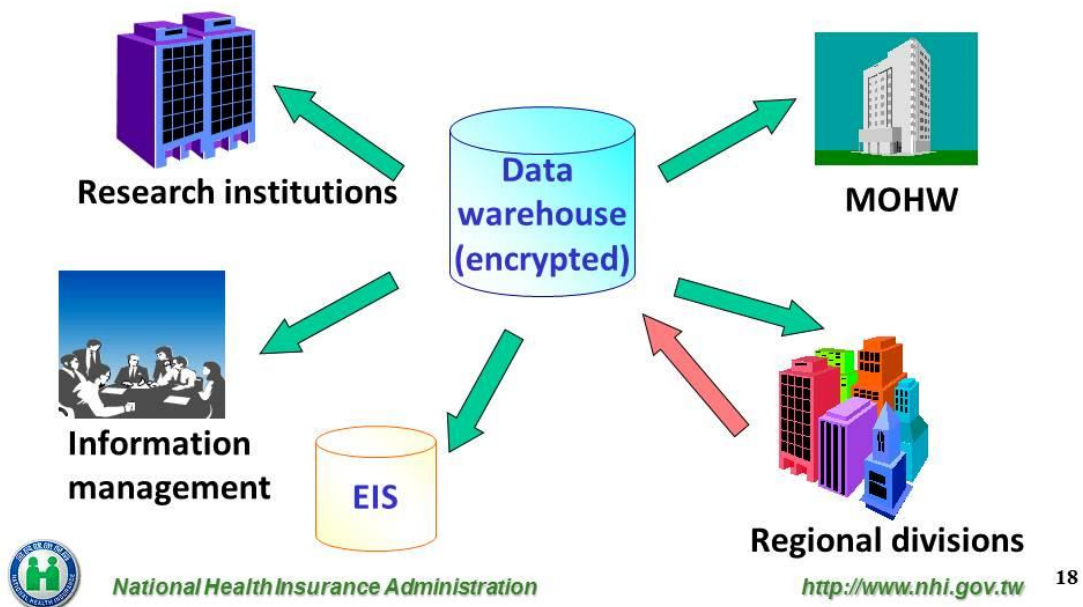 Research institutions
Data
warehouse
(encrypted)
MOHW
Information
management
EIS
Regional divisions
National Health Insurance Administration
http://www.nhi.gov.tw
18